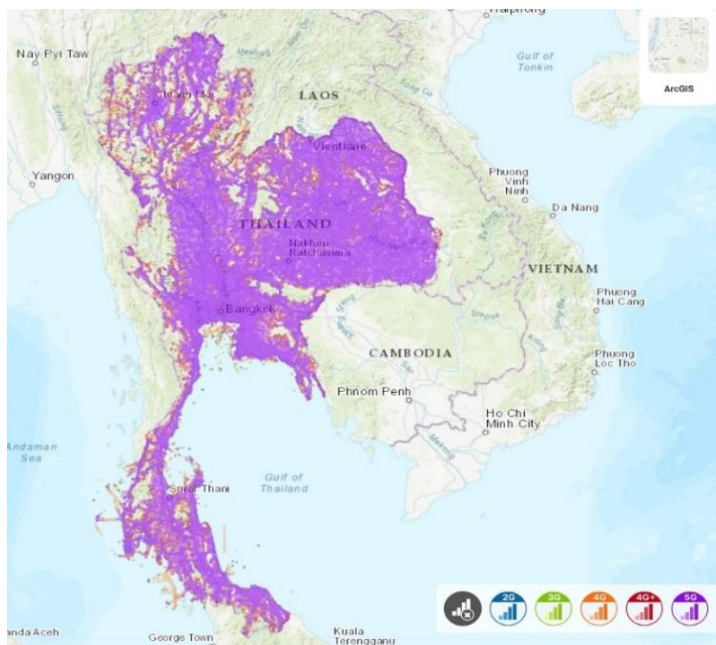 Haiphong
Nay Pyi Taw
Gulf of
Tonkin
ArcGIS
LAOS
Vientiane
Yangon
Phuong
Vinh
Ninh
Da Nang
THAILAND
Nakhon
Ratchasima
VIETNAM
Phuong
Hai Cang
Bangkok
CAMBODIA
Phuong
Loc Tho
Phnom Penh
Ho Chi
Minh City
Mekong
Andaman
Sea
Gulf of
Thailand
Surat Thani
2G
3G
4G
4G+
5G
anda Aceh
George Town
Kuala
Terengganu